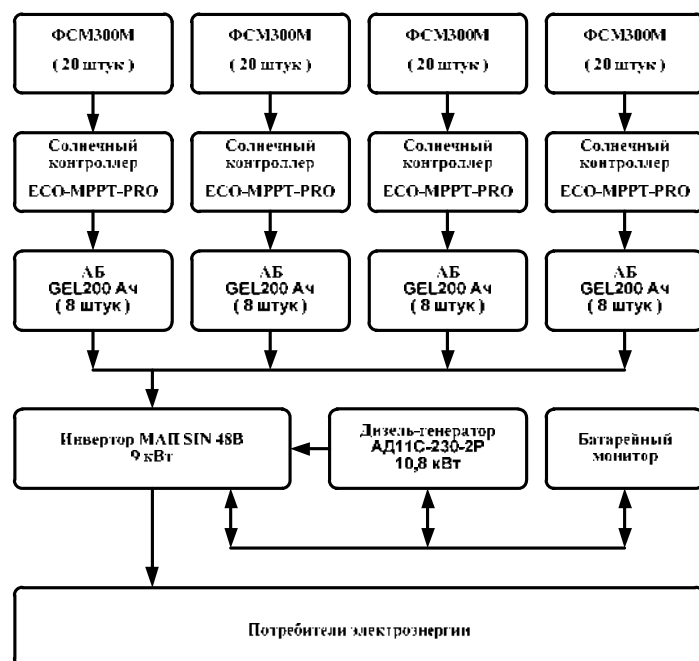 ФСМ300М
( 20 штук )
ФСМ300М
( 20 штук )
ФСМ300М
( 20 штук )
ФСМ300М
( 20 штук )
Солнечный
контроллер
ECO-MPPT-PRO
Солнечный
контроллер
ECO-MPPT-PRO
Солнечный
контроллер
ECO-MPPT-PRO
Солнечный
контроллер
ECO-MPPT-PRO
АБ
GEL200 Ач
( 8 штук )
АБ
GEL200 Ач
( 8 штук )
АБ
GEL200 Ач
( 8 штук )
АБ
GEL200 Ач
( 8 штук )
Инвертор МАП SIN 48В
9 кВт
Дизель-генератор
АД11С-230-2Р
10,8 кВт
Батарейный
монитор
Потребители электроэнергии